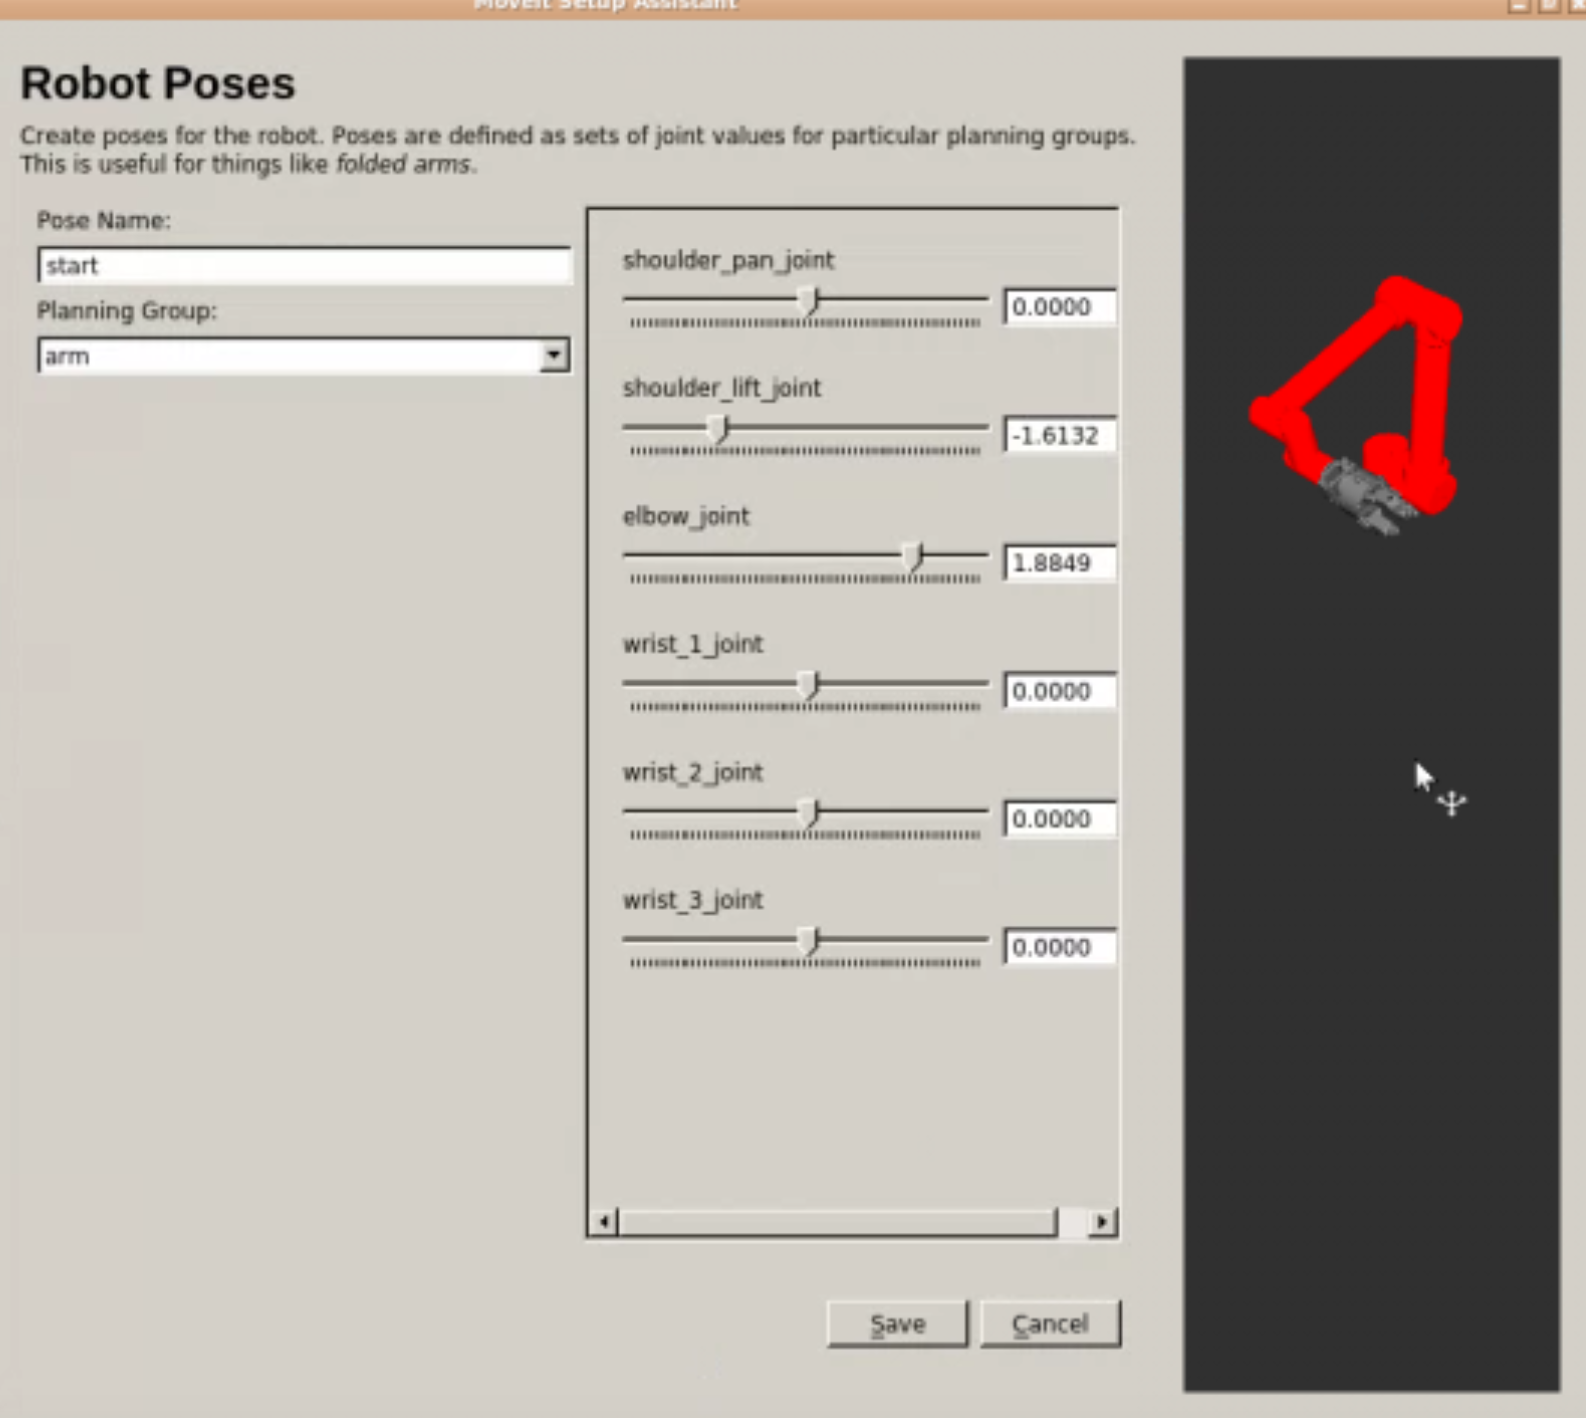 MoveIt Setup Assistant
Robot Poses
Create poses for the robot. Poses are defined as sets of joint values for particular planning groups.
This is useful for things like folded arms.
Pose Name:
start
Planning Group:
arm
shoulder_pan_joint
0.0000
shoulder_lift_joint
-1.6132
elbow_joint
1.8849
wrist_1_joint
0.0000
wrist_2_joint
0.0000
wrist_3_joint
0.0000
Save
Cancel